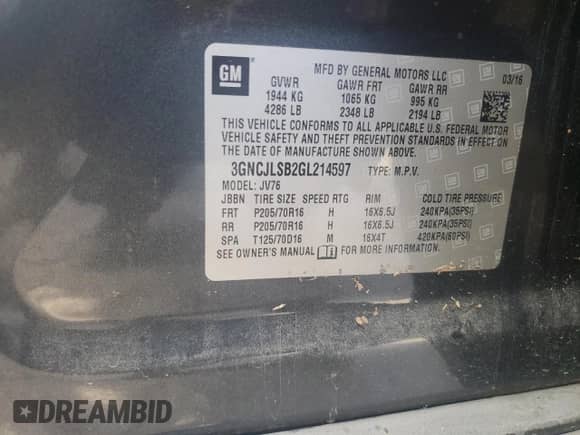 GM
MFD BY GENERAL MOTORS LLC 03/16
GVWR GAWR FRT GAWR RR
1944 KG 1065 KG 995 KG
4286 LB 2348 LB 2194 LB
THIS VEHICLE CONFORMS TO ALL APPLICABLE U.S. FEDERAL MOTOR
VEHICLE SAFETY AND THEFT PREVENTION STANDARDS IN EFFECT ON
THE DATE OF MANUFACTURE SHOWN ABOVE.
3GNCJLSB2GL214597 TYPE: M.P.V.
MODEL: JV76
JBBN TIRE SIZE SPEED RTG RIM COLD TIRE PRESSURE
FRT P205/70R16 H 16X6.5J 240KPA(35PSI)
RR P205/70R16 H 16X6.5J 240KPA(35PSI)
SPA T125/70D16 M 16X4T 420KPA(60PSI)
SEE OWNER'S MANUAL FOR MORE INFORMATION.
DREAMBID